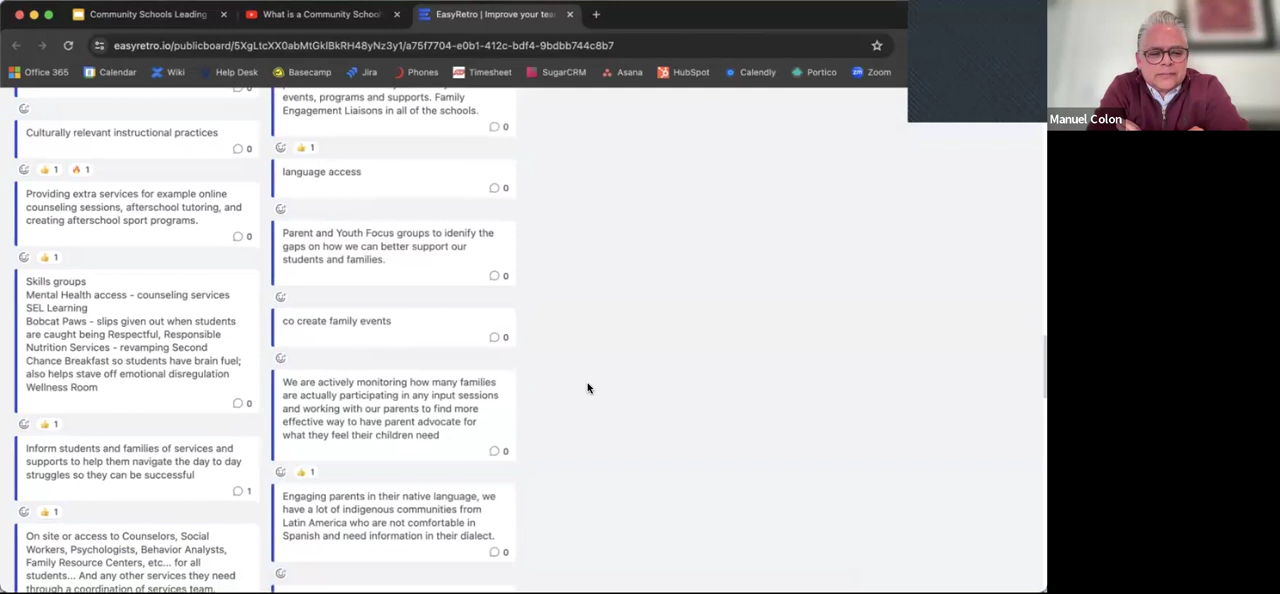 Community Schools Leading
What is a Community School
EasyRetro | Improve your tea
easyretro.io/publicboard/5XgLtcXX0abMtGklBkRH48yNz3y1/a75f7704-e0b1-412c-bdf4-9bdbb744c8b7
Office 365 Calendar Wiki Help Desk Basecamp Jira Phones Timesheet SugarCRM Asana HubSpot Calendly Portico Zoom
Manuel Colon
0
Culturally relevant instructional practices
0
1 1
Providing extra services for example online
counseling sessions, afterschool tutoring, and
creating afterschool sport programs.
0
1
Skills groups
Mental Health access - counseling services
SEL Learning
Bobcat Paws - slips given out when students
are caught being Respectful, Responsible
Nutrition Services - revamping Second
Chance Breakfast so students have brain fuel;
also helps stave off emotional disregulation
Wellness Room
0
1
Inform students and families of services and
supports to help them navigate the day to day
struggles so they can be successful
1
1
On site or access to Counselors, Social
Workers, Psychologists, Behavior Analysts,
Family Resource Centers, etc... for all
students... And any other services they need
through a coordination of services team.
events, programs and supports. Family
Engagement Liaisons in all of the schools.
0
1
language access
0
Parent and Youth Focus groups to idenify the
gaps on how we can better support our
students and families.
0
co create family events
0
We are actively monitoring how many families
are actually participating in any input sessions
and working with our parents to find more
effective way to have parent advocate for
what they feel their children need
0
1
Engaging parents in their native language, we
have a lot of indigenous communities from
Latin America who are not comfortable in
Spanish and need information in their dialect.
0